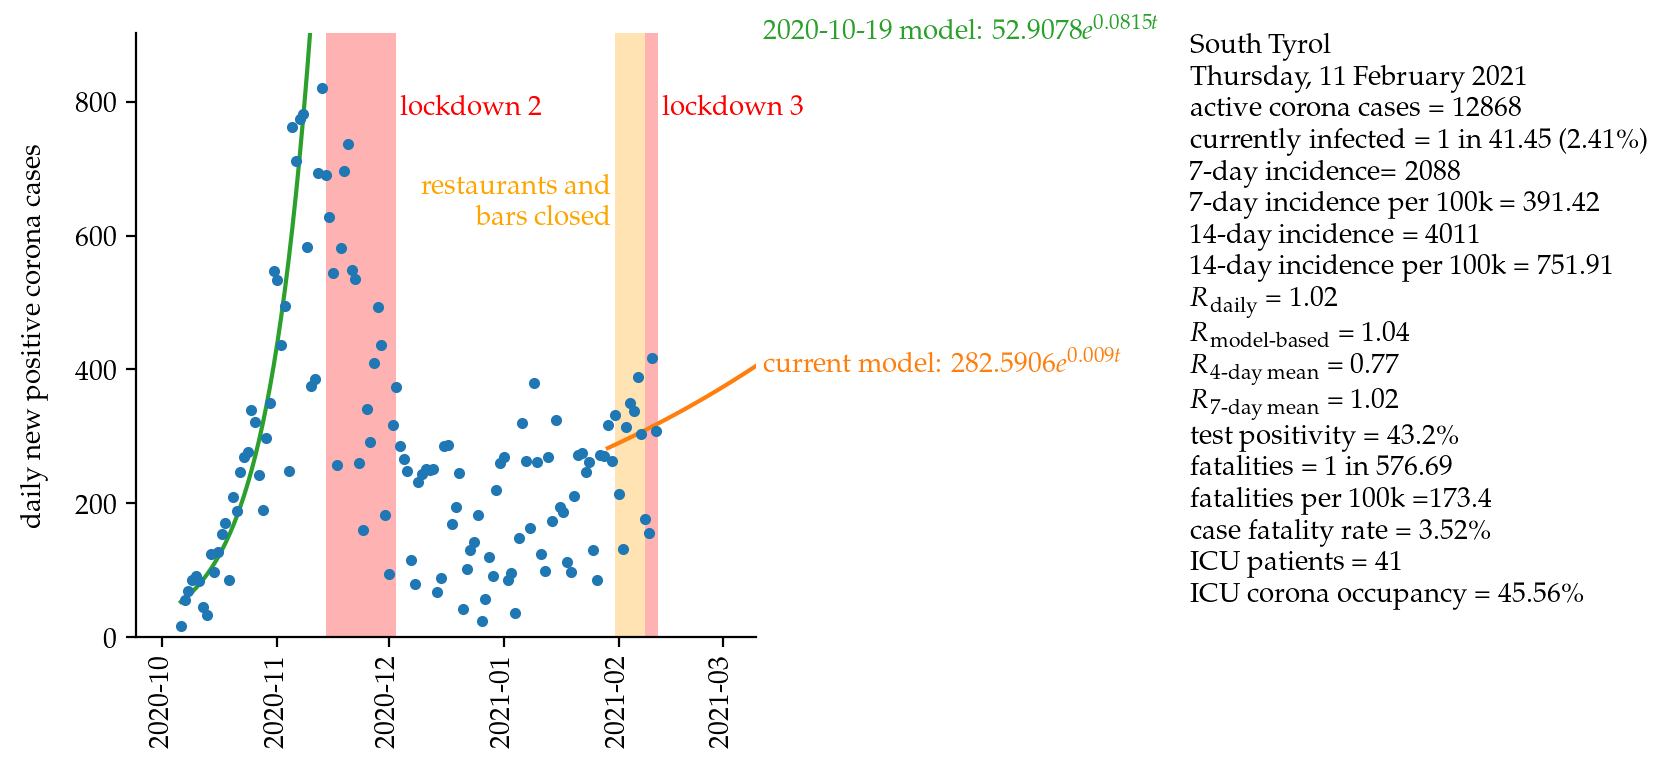 2020-10-19 model: 52.9078e^0.0815t
South Tyrol
Thursday, 11 February 2021
active corona cases = 12868
currently infected = 1 in 41.45 (2.41%)
7-day incidence= 2088
7-day incidence per 100k = 391.42
14-day incidence = 4011
14-day incidence per 100k = 751.91
R_daily = 1.02
R_model-based = 1.04
R_4-day mean = 0.77
R_7-day mean = 1.02
test positivity = 43.2%
fatalities = 1 in 576.69
fatalities per 100k =173.4
case fatality rate = 3.52%
ICU patients = 41
ICU corona occupancy = 45.56%
lockdown 2
lockdown 3
restaurants and
bars closed
current model: 282.5906e^0.009t
daily new positive corona cases
800
600
400
200
0
2020-10
2020-11
2020-12
2021-01
2021-02
2021-03